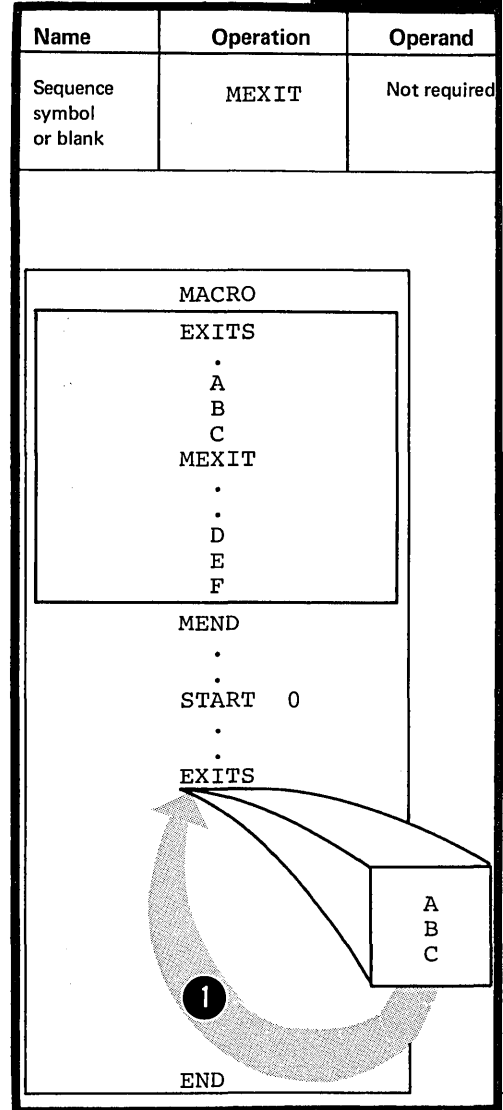 Name Operation Operand
Sequence MEXIT Not required
symbol
or blank
MACRO
EXITS
.
A
B
C
MEXIT
.
.
D
E
F
MEND
.
.
START 0
.
.
EXITS
A
B
C
1
END